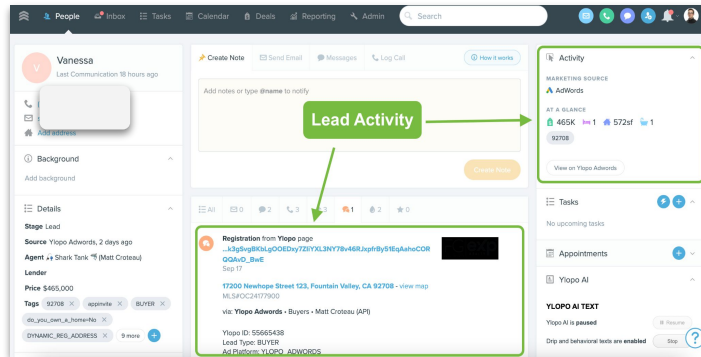 People
Inbox
Tasks
Calendar
Deals
Reporting
Admin
Search
V
Vanessa
Last Communication 18 hours ago
Add address
Background
Add background
Details
Stage Lead
Source Ylopo Adwords, 2 days ago
Agent Shark Tank (Matt Croteau)
Lender
Price $465,000
Tags 92708 X appinvite X BUYER X
do_you_own_a_home=No X
DYNAMIC_REG_ADDRESS X 9 more +
Create Note
Send Email
Messages
Log Call
How it works
Add notes or type @name to notify
Lead Activity
Create Note
All 0 2 3 3 1 2 0
Registration from Ylopo page
Sep 17
17200 Newhope Street 123, Fountain Valley, CA 92708 - view map
MLS#OC24177900
via: Ylopo Adwords • Buyers • Matt Croteau (API)
Ylopo ID: 55665438
Lead Type: BUYER
Ad Platform: YLOPO_ADWORDS
Activity
MARKETING SOURCE
AdWords
AT A GLANCE
465K 1 572sf 1
92708
View on Ylopo Adwords
Tasks
No upcoming tasks
Appointments
Ylopo AI
YLOPO AI TEXT
Ylopo AI is paused
Resume
Drip and behavioral texts are enabled
Stop
?